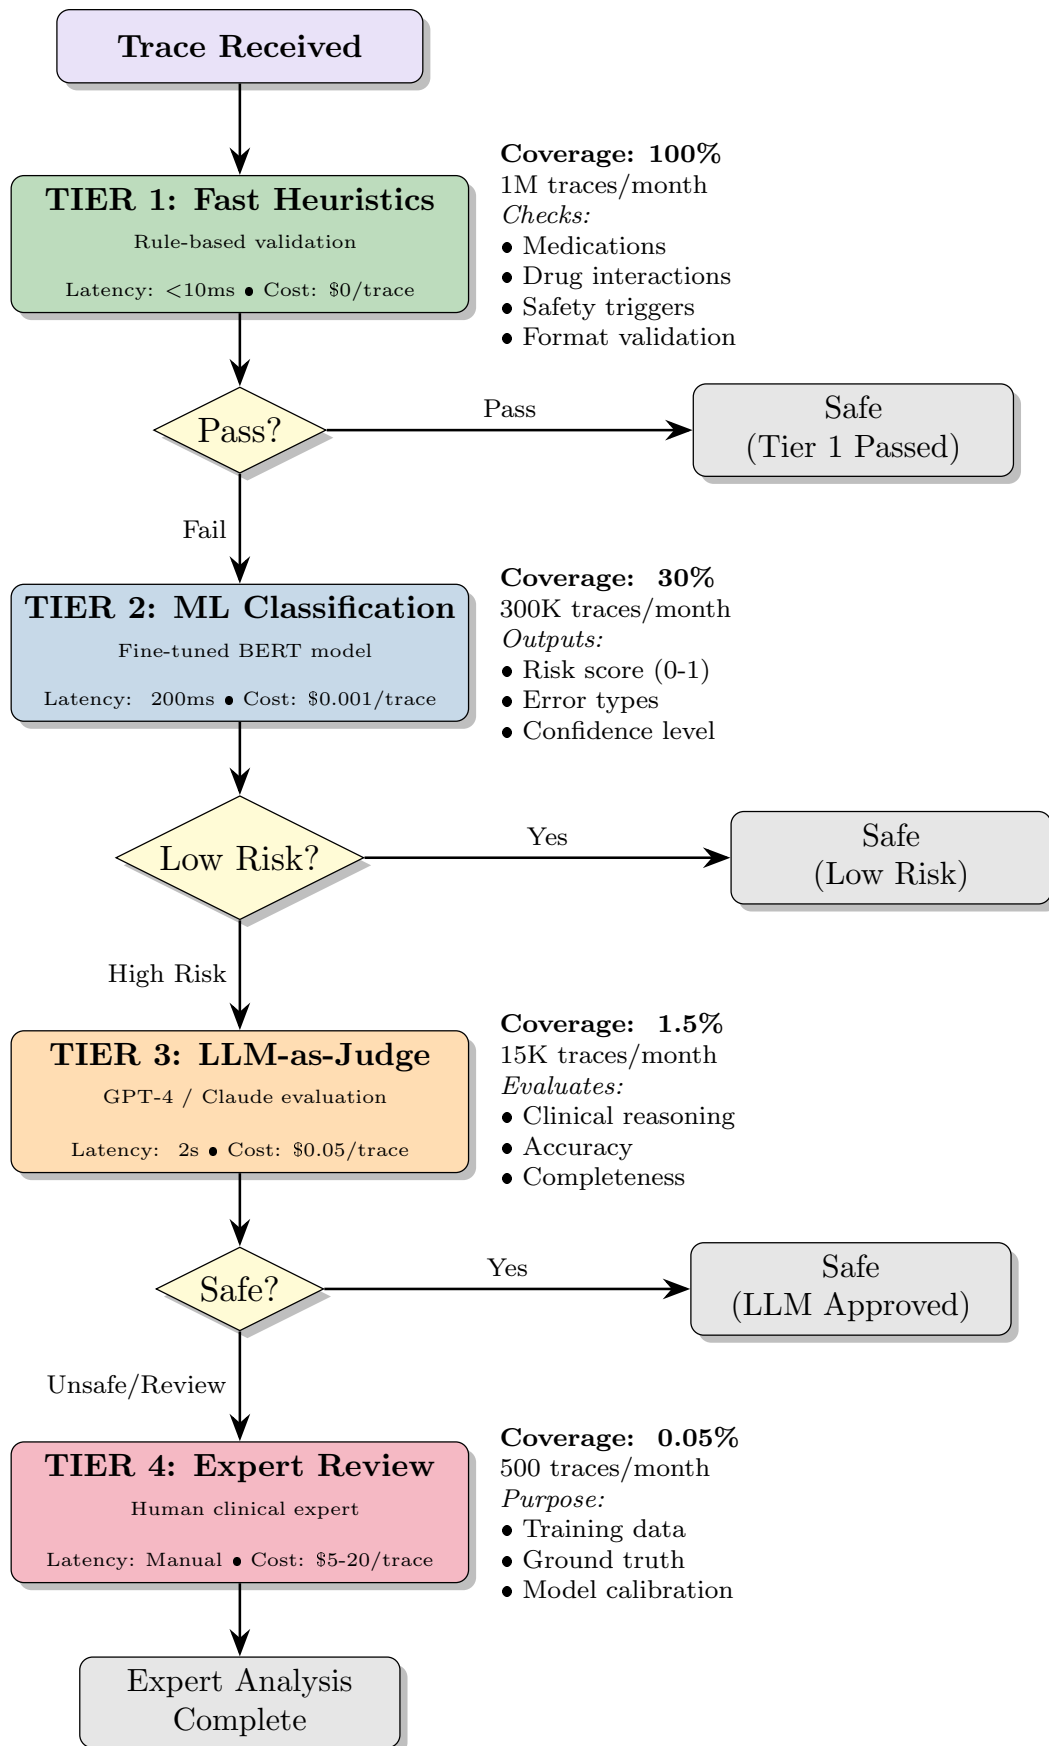 Trace Received
TIER 1: Fast Heuristics
Rule-based validation
Latency: <10ms • Cost: $0/trace
Coverage: 100%
1M traces/month
Checks:
• Medications
• Drug interactions
• Safety triggers
• Format validation
Pass?
Pass
Safe
(Tier 1 Passed)
Fail
TIER 2: ML Classification
Fine-tuned BERT model
Latency: 200ms • Cost: $0.001/trace
Coverage: 30%
300K traces/month
Outputs:
• Risk score (0-1)
• Error types
• Confidence level
Low Risk?
Yes
Safe
(Low Risk)
High Risk
TIER 3: LLM-as-Judge
GPT-4 / Claude evaluation
Latency: 2s • Cost: $0.05/trace
Coverage: 1.5%
15K traces/month
Evaluates:
• Clinical reasoning
• Accuracy
• Completeness
Safe?
Yes
Safe
(LLM Approved)
Unsafe/Review
TIER 4: Expert Review
Human clinical expert
Latency: Manual • Cost: $5-20/trace
Coverage: 0.05%
500 traces/month
Purpose:
• Training data
• Ground truth
• Model calibration
Expert Analysis
Complete